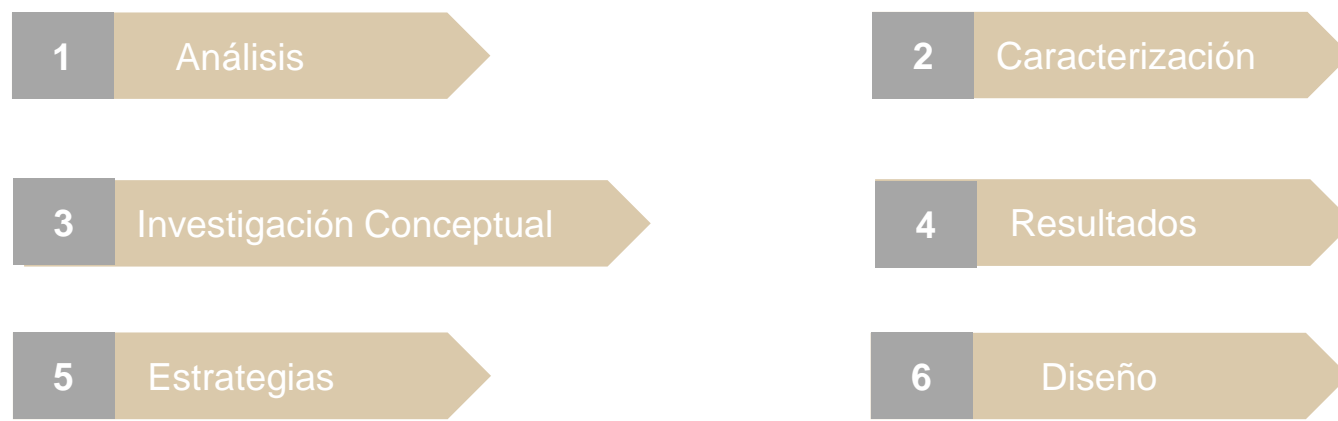 1 Análisis
2 Caracterización
3 Investigación Conceptual
4 Resultados
5 Estrategias
6 Diseño